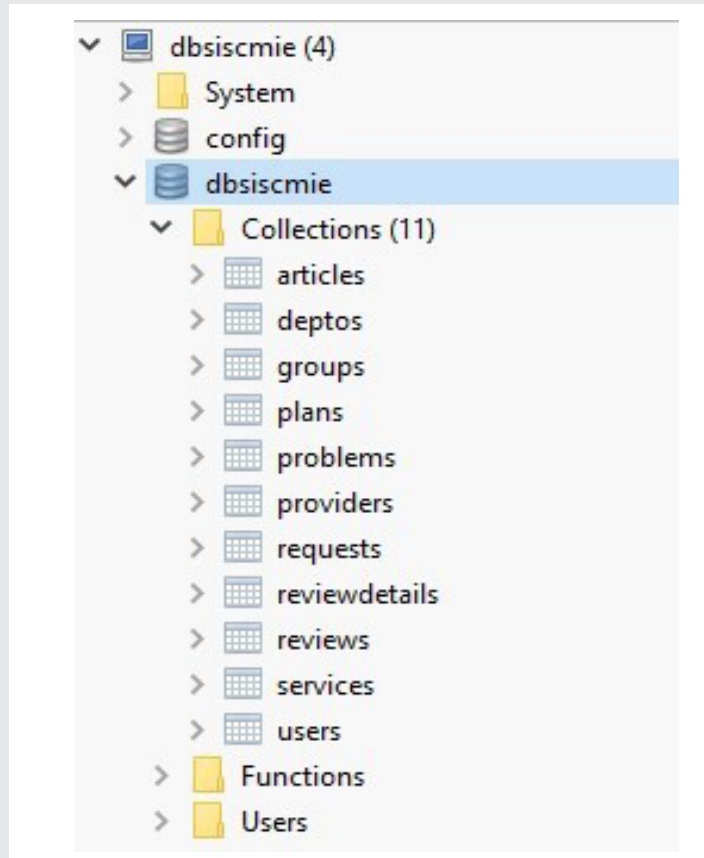 dbsiscmie (4)
System
config
dbsiscmie
Collections (11)
articles
deptos
groups
plans
problems
providers
requests
reviewdetails
reviews
services
users
Functions
Users